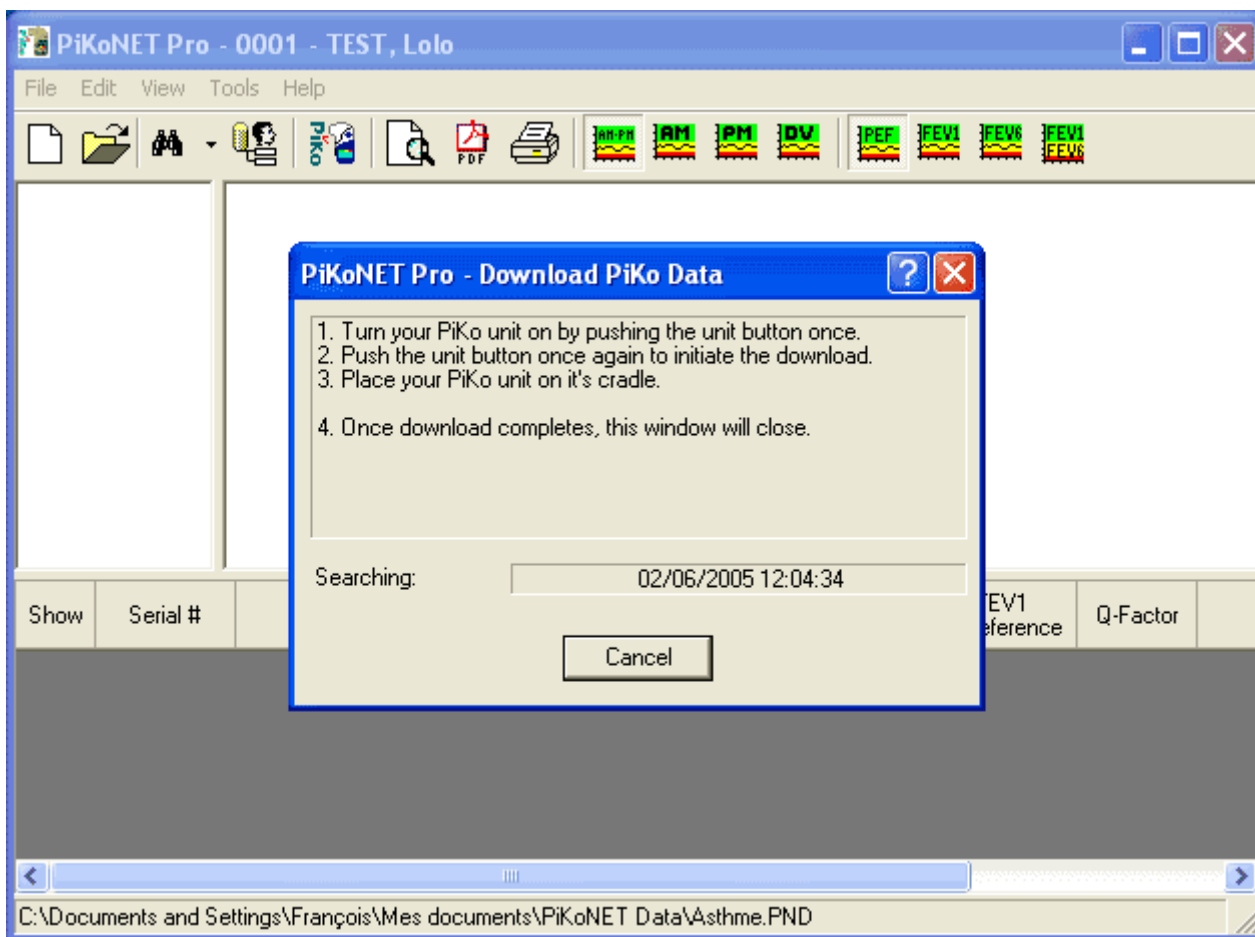 PiKoNET Pro - 0001 - TEST, Lolo
File Edit View Tools Help
PiKo PDF AM-PM AM PM DV PEF FEV1 FEV6 FEV1 FEV6
PiKoNET Pro - Download PiKo Data
1. Turn your PiKo unit on by pushing the unit button once.
2. Push the unit button once again to initiate the download.
3. Place your PiKo unit on it's cradle.
4. Once download completes, this window will close.
Searching: 02/06/2005 12:04:34
Cancel
Show Serial # Q-Factor
C:\Documents and Settings\François\Mes documents\PiKoNET Data\Asthme.PND